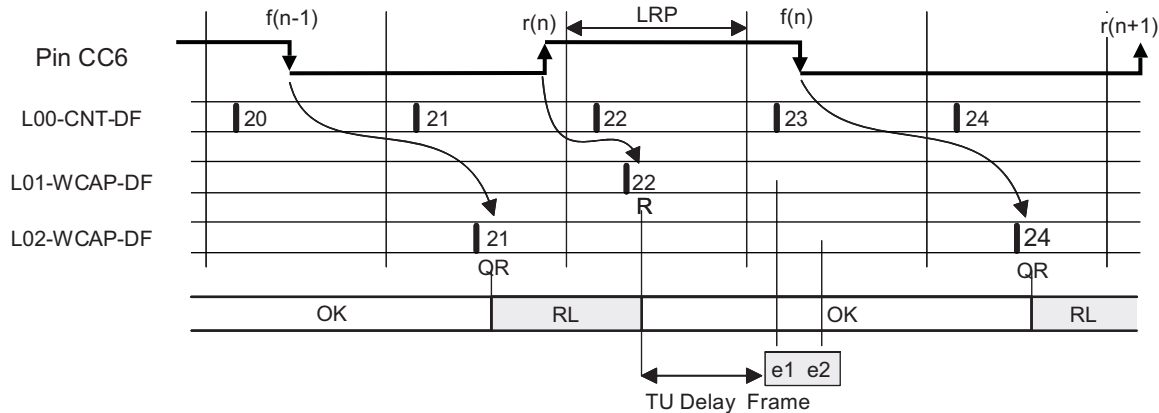 f(n-1) r(n) LRP f(n) r(n+1)
Pin CC6
L00-CNT-DF 20 21 22 23 24
L01-WCAP-DF 22
R
L02-WCAP-DF 21 24
QR QR
OK RL OK RL
e1 e2
TU Delay Frame